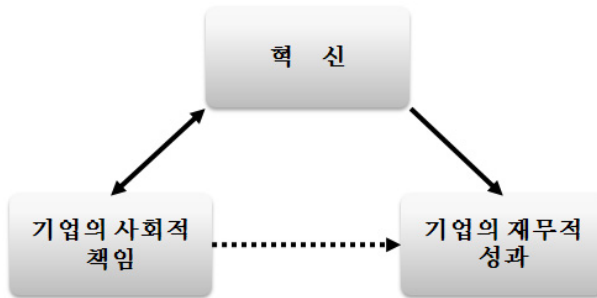 혁 신
기업의 사회적
책임
기업의 재무적
성과